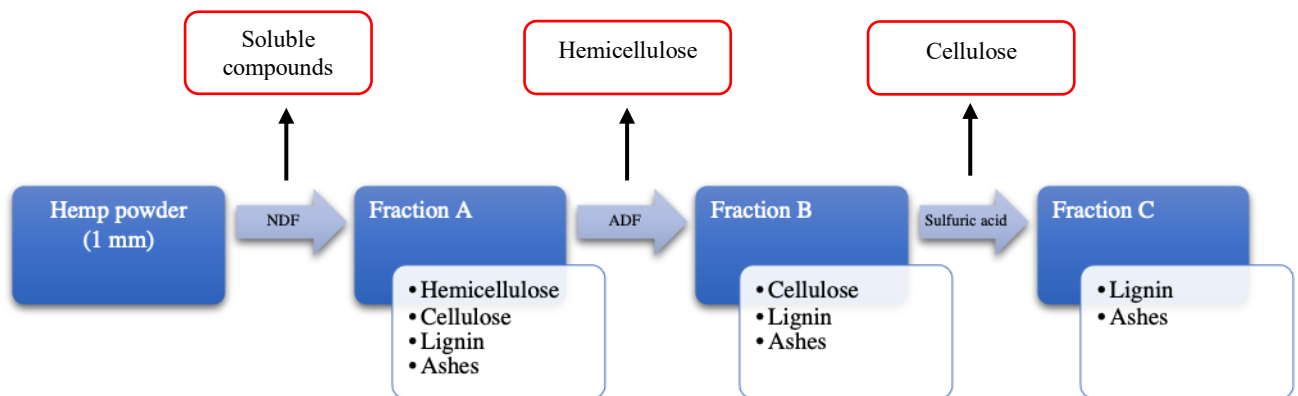 Soluble
compounds
Hemicellulose
Cellulose
Hemp powder
(1 mm)
NDF
Fraction A
• Hemicellulose
• Cellulose
• Lignin
• Ashes
ADF
Fraction B
• Cellulose
• Lignin
• Ashes
Sulfuric acid
Fraction C
• Lignin
• Ashes